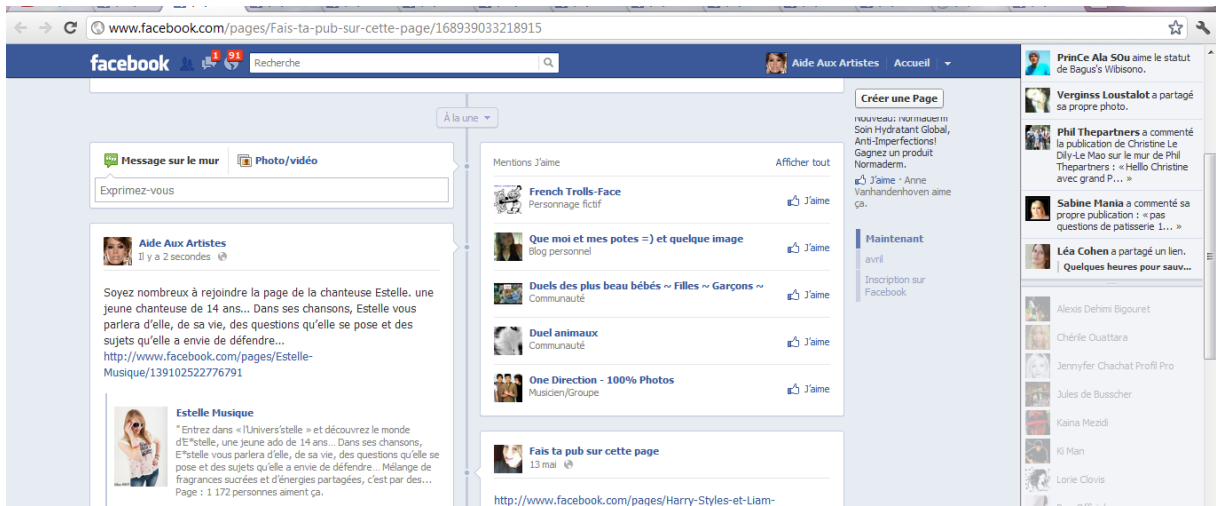 www.facebook.com/pages/Fais-ta-pub-sur-cette-page/168939033218915
facebook
1
91
Recherche
Aide Aux Artistes
Accueil
À la une
Message sur le mur
Photo/vidéo
Exprimez-vous
Aide Aux Artistes
Il y a 2 secondes
Soyez nombreux à rejoindre la page de la chanteuse Estelle. une
jeune chanteuse de 14 ans... Dans ses chansons, Estelle vous
parlera d'elle, de sa vie, des questions qu'elle se pose et des
sujets qu'elle a envie de défendre...
http://www.facebook.com/pages/Estelle-
Musique/139102522776791
Estelle Musique
"Entrez dans «l'Univers'stelle » et découvrez le monde
d'E*stelle, une jeune ado de 14 ans... Dans ses chansons,
E*stelle vous parlera d'elle, de sa vie, des questions qu'elle se
pose et des sujets qu'elle a envie de défendre... Mélange de
fragrances sucrées et d'énergies partagées, c'est par des...
Page : 1 172 personnes aiment ça.
Mentions J'aime
Afficher tout
French Trolls-Face
Personnage fictif
J'aime
Que moi et mes potes =) et quelque image
Blog personnel
J'aime
Duels des plus beau bébés ~ Filles ~ Garçons ~
Communauté
J'aime
Duel animaux
Communauté
J'aime
One Direction - 100% Photos
Musicien/Groupe
J'aime
Fais ta pub sur cette page
13 mai
http://www.facebook.com/pages/Harry-Styles-et-Liam-
Créer une Page
Nouveau! Normaderm
Soin Hydratant Global,
Anti-Imperfections!
Gagnez un produit
Normaderm.
J'aime · Anne
Vanhandenhoven aime
ça.
Maintenant
avril
Inscription sur
Facebook
PrinCe Ala SOu aime le statut
de Bagus's Wibisono.
Verginss Loustalot a partagé
sa propre photo.
Phil Thepartners a commenté
la publication de Christine Le
Dily-Le Mao sur le mur de Phil
Thepartners : «Helllo Christine
avec grand P... »
Sabine Mania a commenté sa
propre publication : «pas
questions de patisserie 1... »
Léa Cohen a partagé un lien.
Quelques heures pour sauv...
Alexis Dehimi Bigouret
Chérile Ouattara
Jennyfer Chachat Profil Pro
Jules de Busscher
Kaina Mezidi
Ki Man
Lorie Clovis